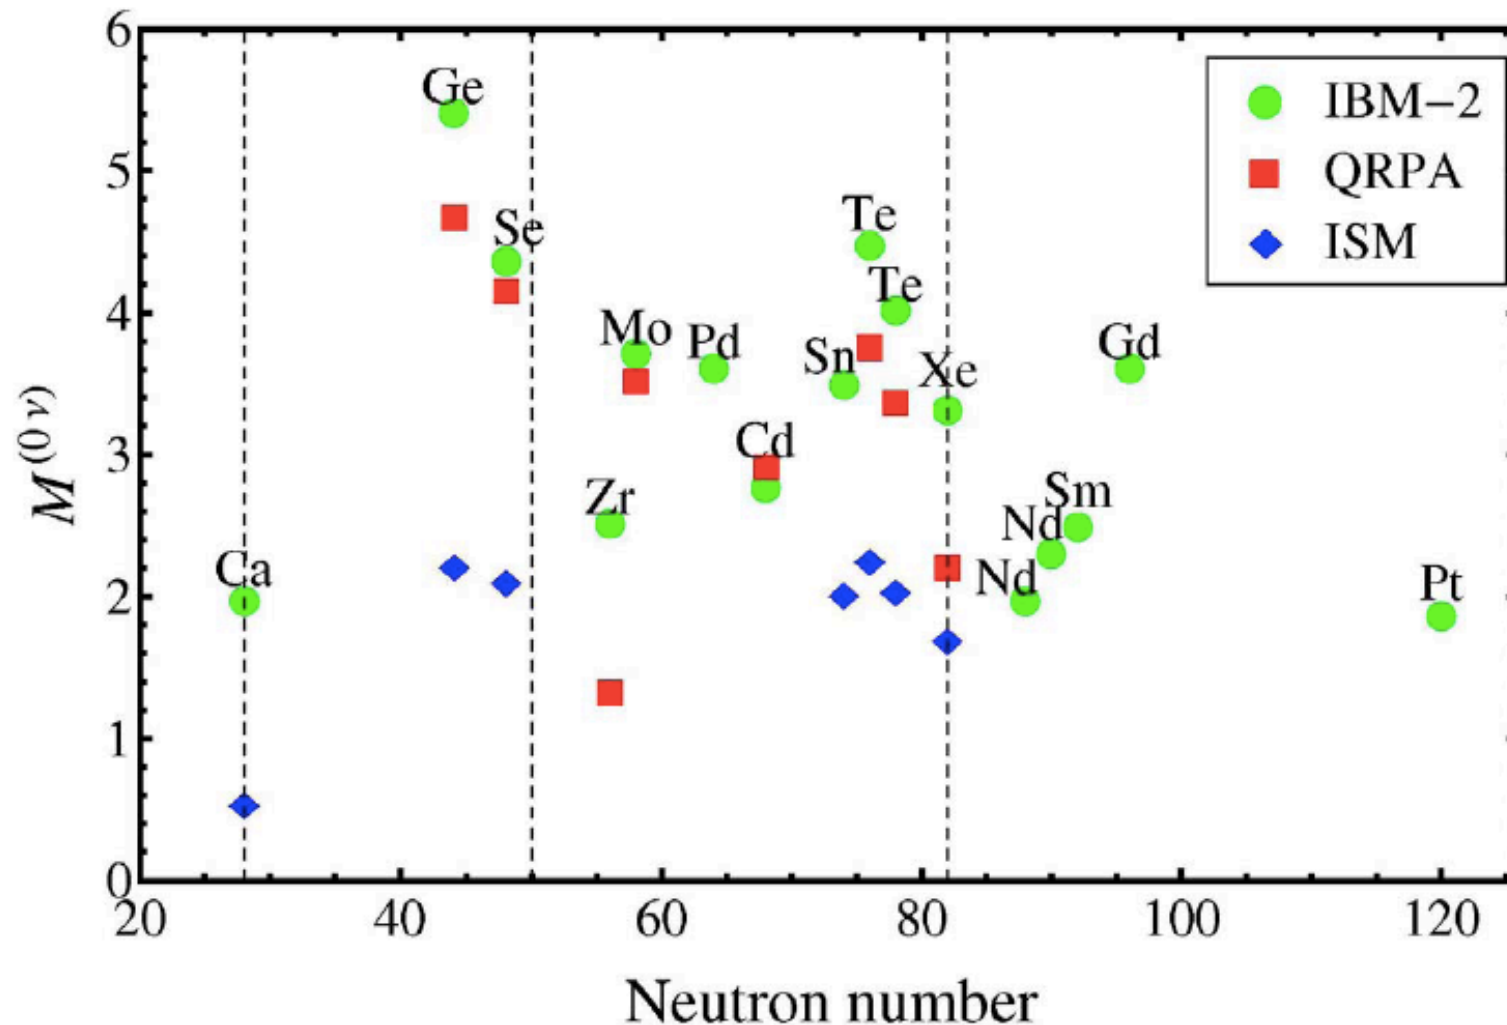 6
5
4
3
2
1
0
M(0ν)
Ge
Se
Te
Te
Mo
Pd
Sn
Xe
Gd
Cd
Zr
Sm
Nd
Nd
Ca
Pt
IBM−2
QRPA
ISM
20 40 60 80 100 120
Neutron number